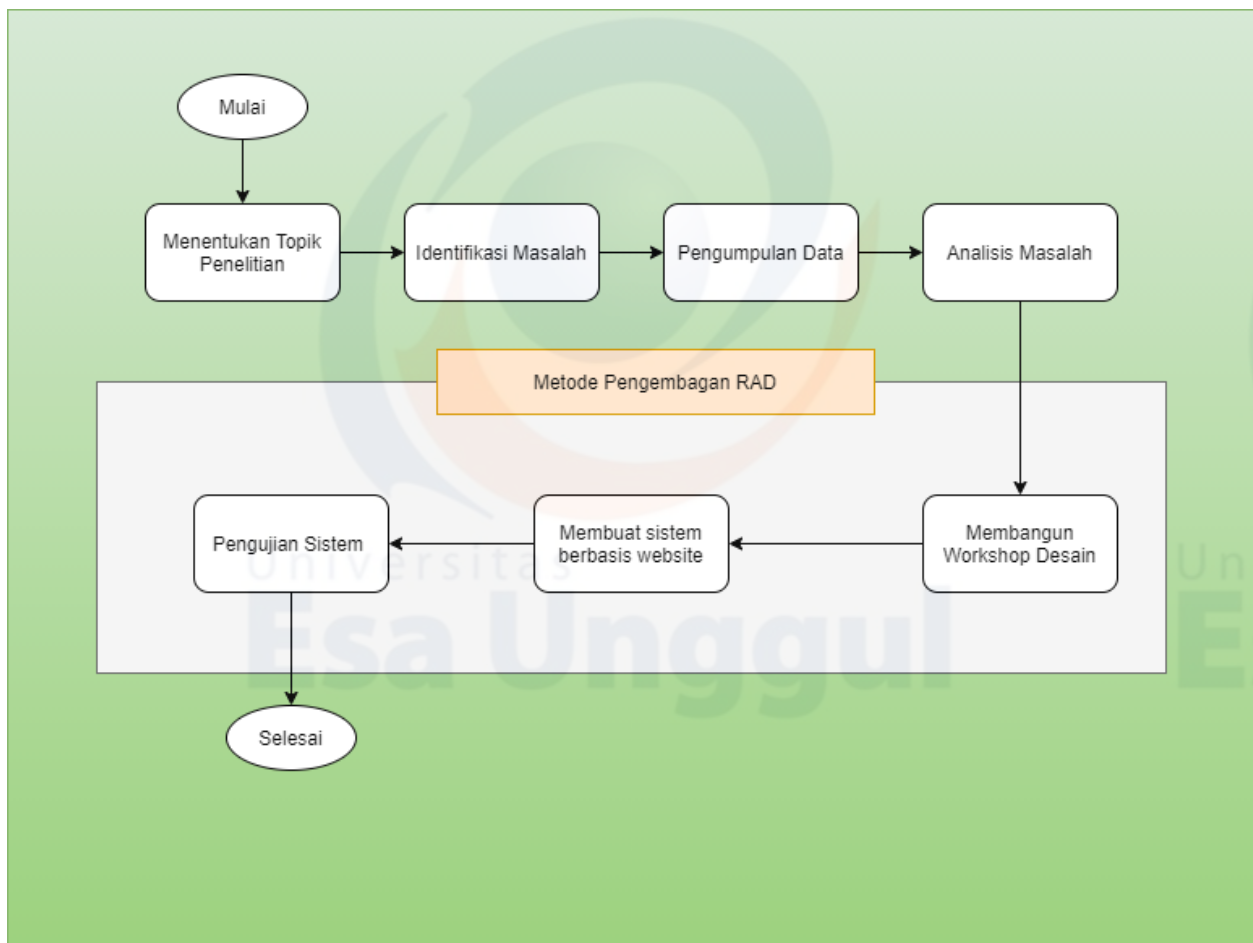 Mulai
Menentukan Topik
Penelitian
Identifikasi Masalah
Pengumpulan Data
Analisis Masalah
Metode Pengembagan RAD
Membangun
Workshop Desain
Membuat sistem
berbasis website
Pengujian Sistem
Selesai
Universitas
Esa Unggul
Un
E